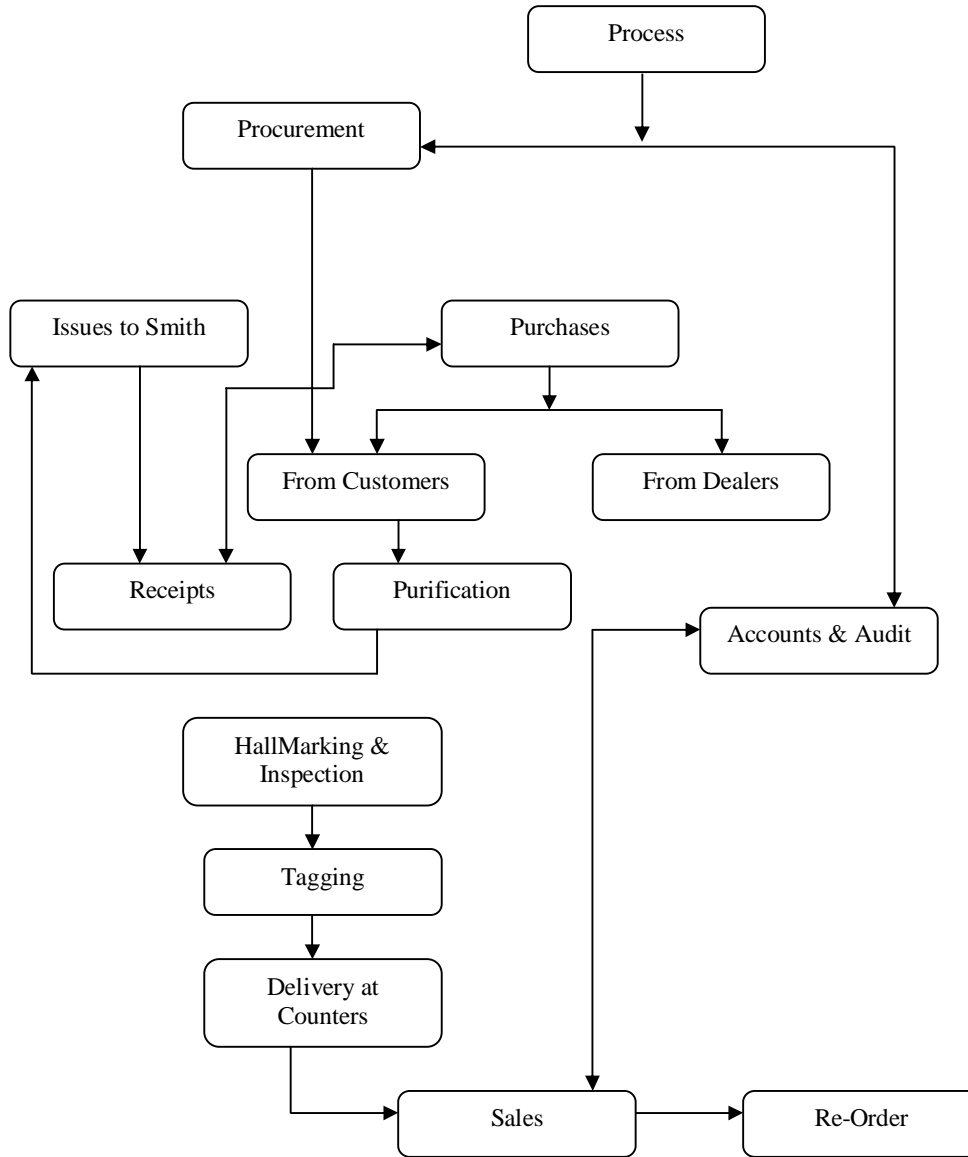 Process
Procurement
Issues to Smith
Purchases
From Customers
From Dealers
Receipts
Purification
Accounts & Audit
HallMarking &
Inspection
Tagging
Delivery at
Counters
Sales
Re-Order